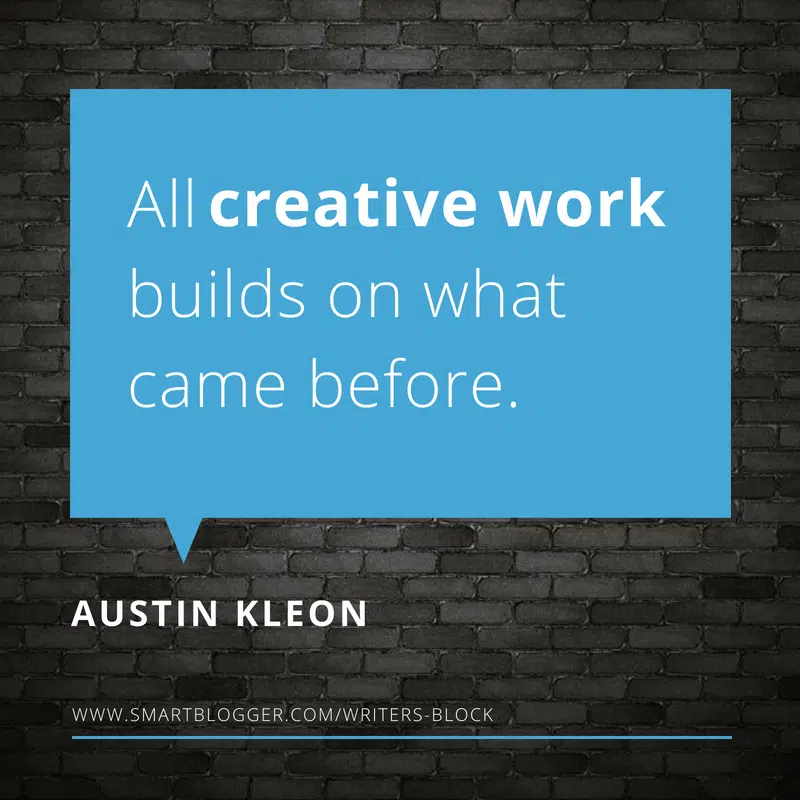 All creative work
builds on what
came before.
AUSTIN KLEON
WWW.SMARTBLOGGER.COM/WRITERS-BLOCK